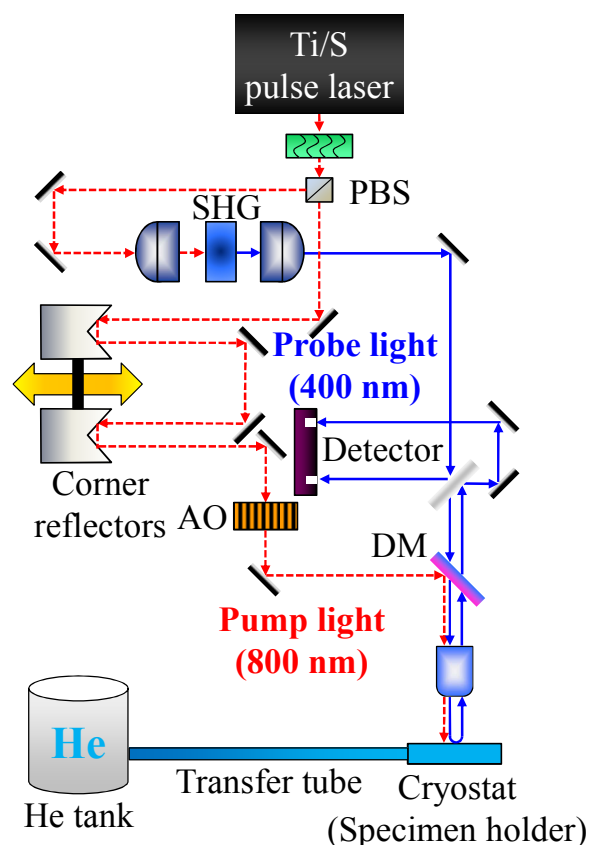 Ti/S
pulse laser
PBS
SHG
Probe light
(400 nm)
Detector
Corner
reflectors
AO
DM
Pump light
(800 nm)
He
Transfer tube
He tank
Cryostat
(Specimen holder)